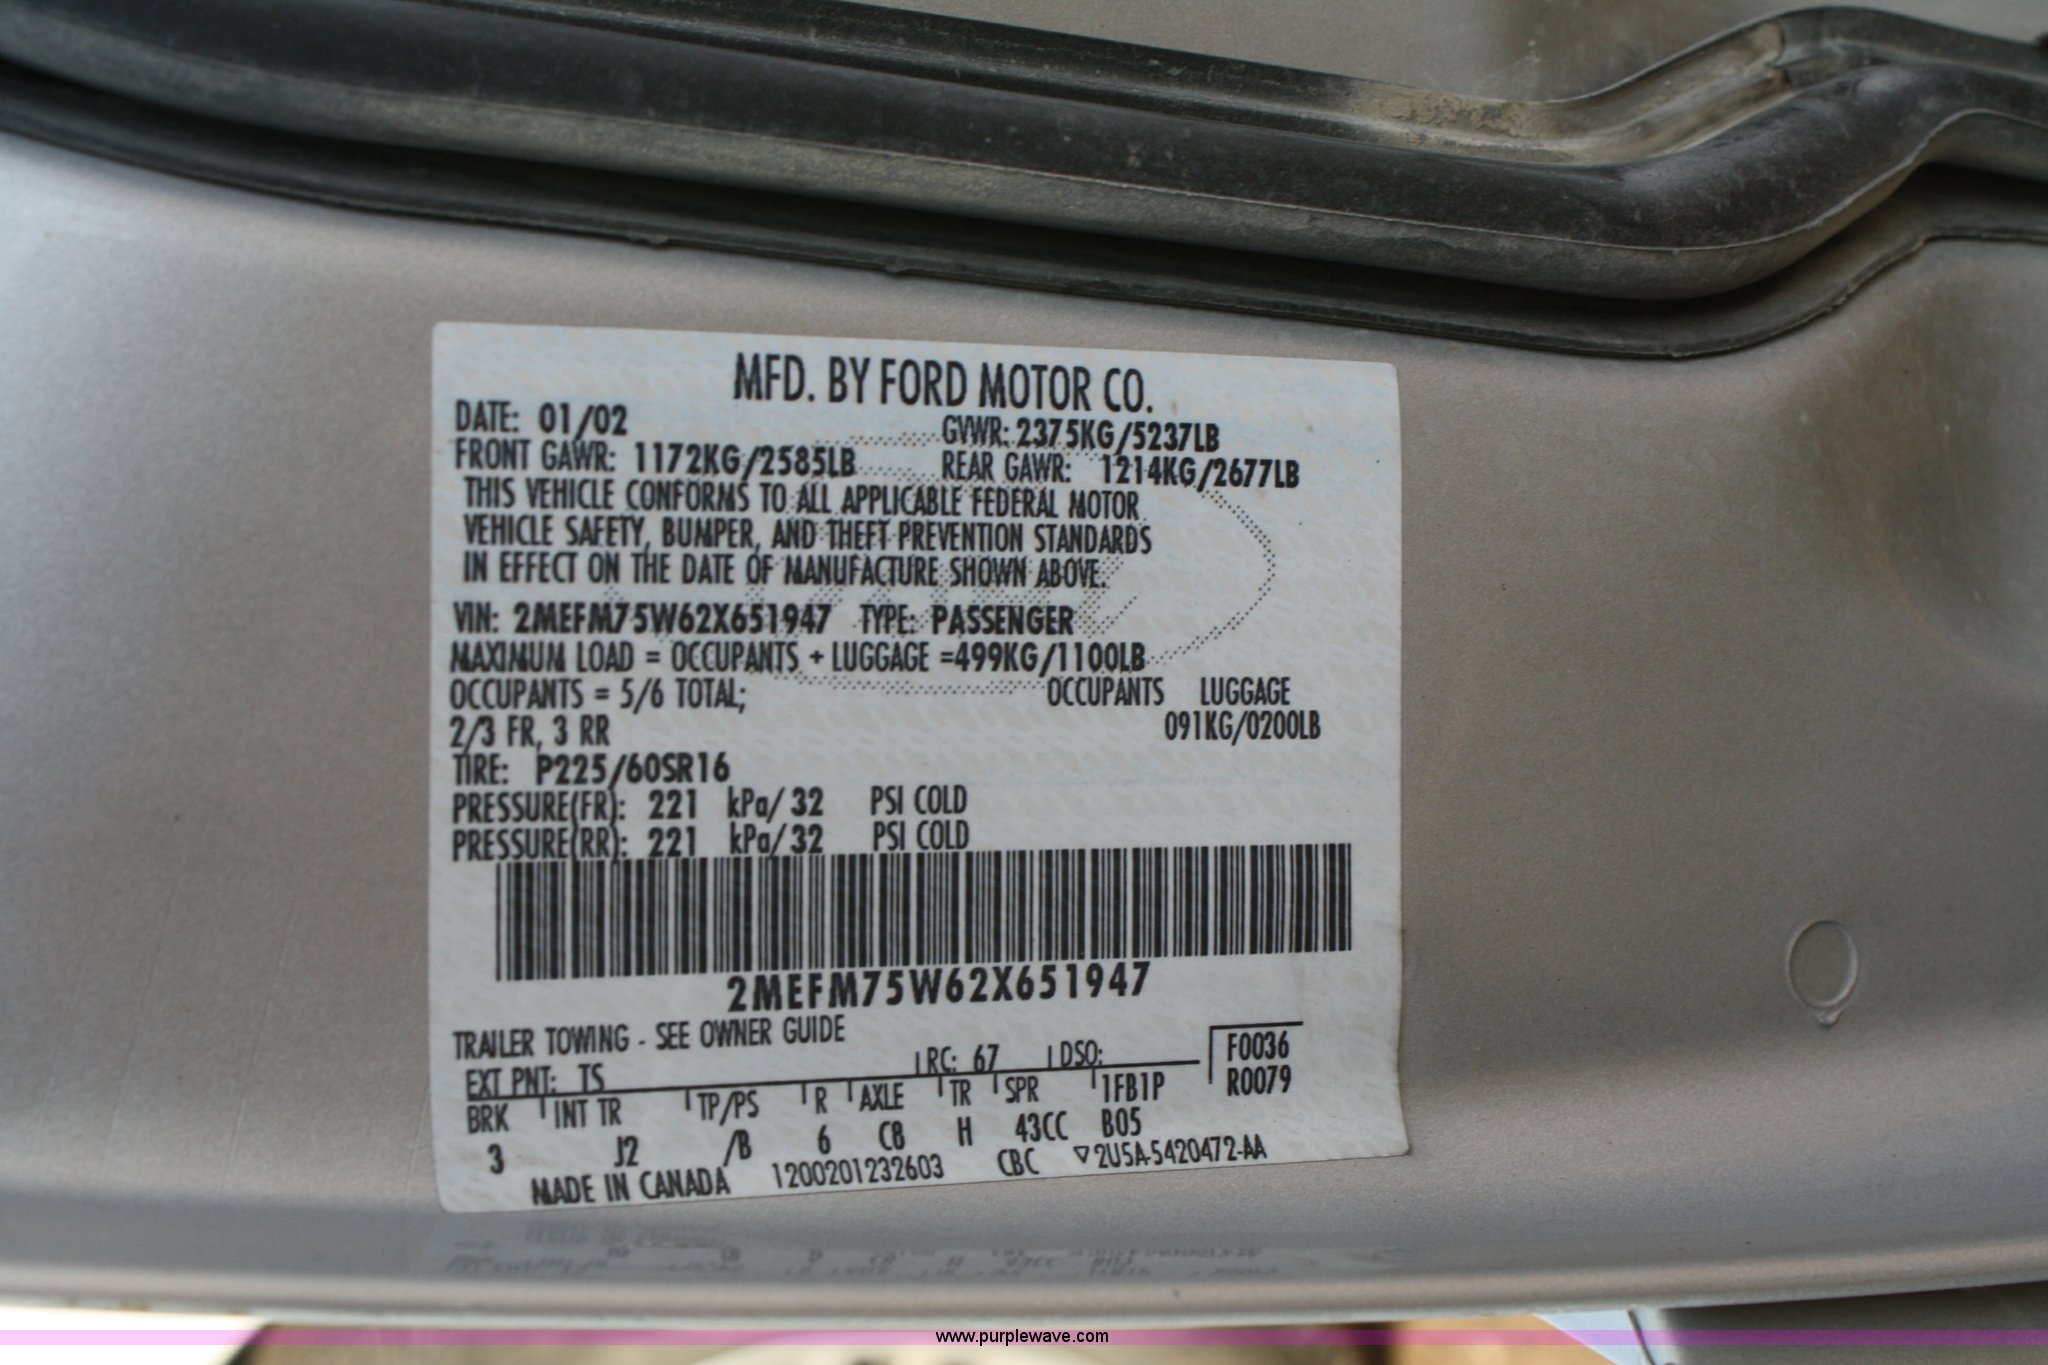 MFD. BY FORD MOTOR CO.
DATE: 01/02 GVWR: 2375KG/5237LB
FRONT GAWR: 1172KG/2585LB REAR GAWR: 1214KG/2677LB
THIS VEHICLE CONFORMS TO ALL APPLICABLE FEDERAL MOTOR
VEHICLE SAFETY, BUMPER, AND THEFT PREVENTION STANDARDS
IN EFFECT ON THE DATE OF MANUFACTURE SHOWN ABOVE.
VIN: 2MEFM75W62X651947 TYPE: PASSENGER
MAXIMUM LOAD = OCCUPANTS + LUGGAGE =499KG/1100LB
OCCUPANTS = 5/6 TOTAL; OCCUPANTS LUGGAGE
2/3 FR, 3 RR 091KG/0200LB
TIRE: P225/60SR16
PRESSURE(FR): 221 kPa/ 32 PSI COLD
PRESSURE(RR): 221 kPa/ 32 PSI COLD
2MEFM75W62X651947
TRAILER TOWING - SEE OWNER GUIDE
EXT PNT: TS RC: 67 DSO: F0036
BRK INT TR TP/PS R AXLE TR SPR 1FB1P R0079
3 J2 /B 6 C8 H 43CC B05
MADE IN CANADA 1200201232603 CBC ▽2U5A-5420472-AA
www.purplewave.com